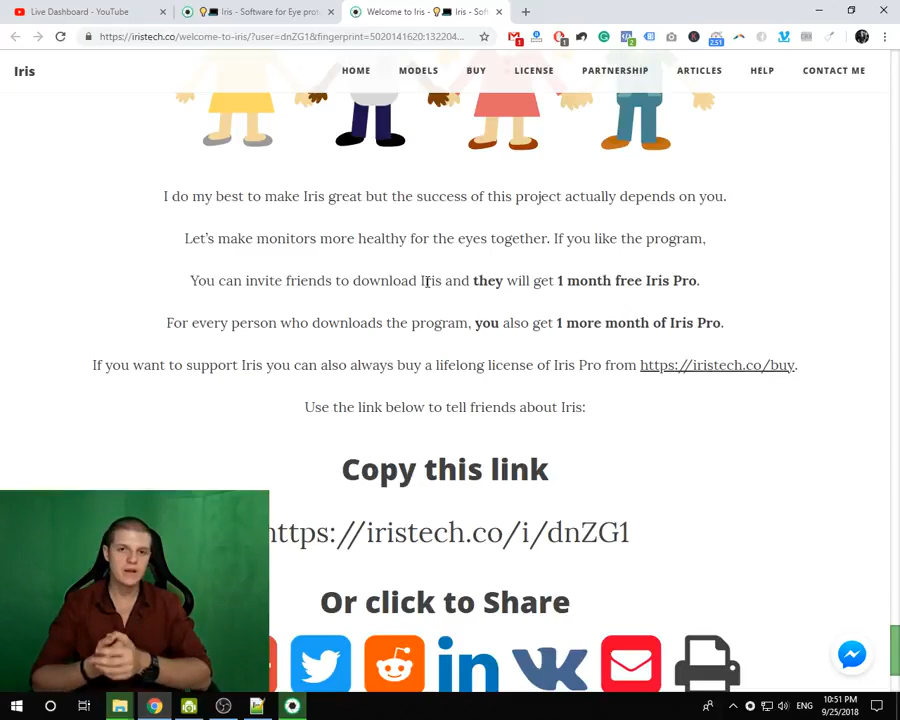 Live Dashboard - YouTube
Iris - Software for Eye prot
Welcome to Iris - Iris - Soft
https://iristech.co/welcome-to-iris/?user=dnZG1&fingerprint=5020141620:132204...
Iris
HOME MODELS BUY LICENSE PARTNERSHIP ARTICLES HELP CONTACT ME
I do my best to make Iris great but the success of this project actually depends on you.
Let's make monitors more healthy for the eyes together. If you like the program,
You can invite friends to download Iris and they will get 1 month free Iris Pro.
For every person who downloads the program, you also get 1 more month of Iris Pro.
If you want to support Iris you can also always buy a lifelong license of Iris Pro from https://iristech.co/buy.
Use the link below to tell friends about Iris:
Copy this link
https://iristech.co/i/dnZG1
Or click to Share
in
ENG
10:51 PM
9/25/2018